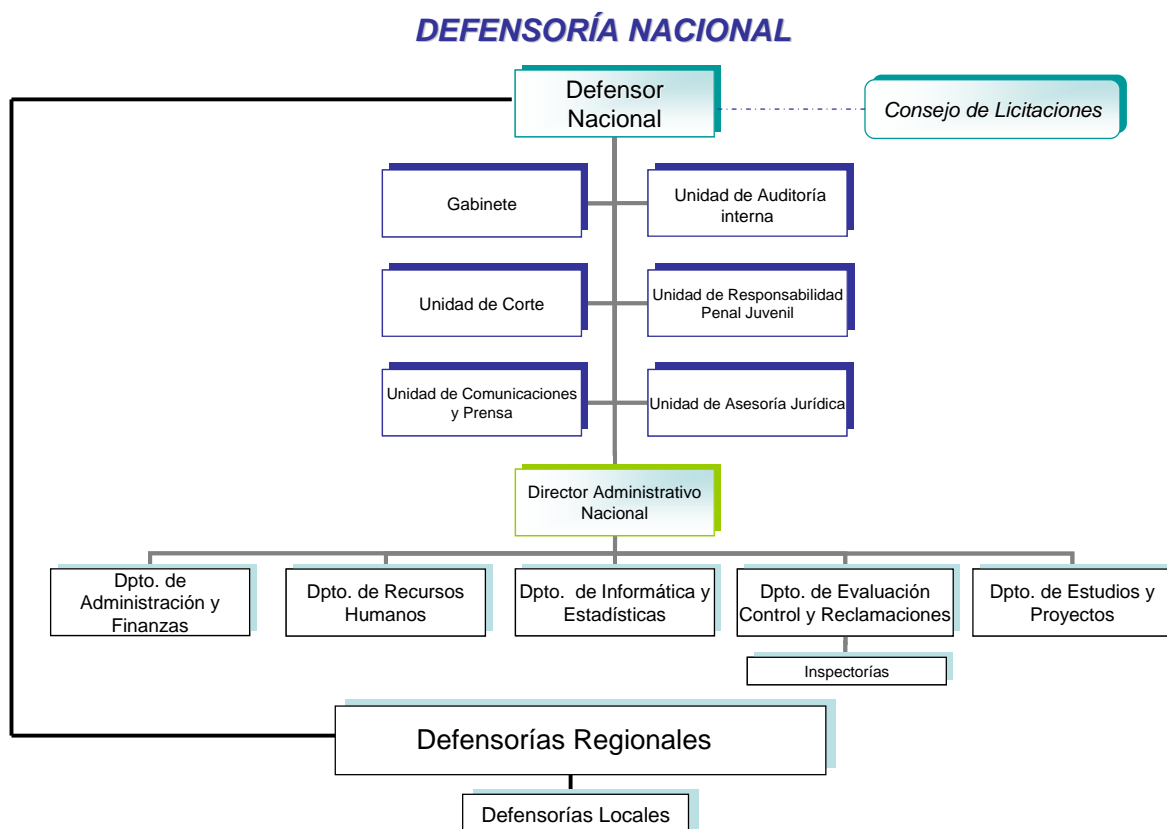 DEFENSORÍA NACIONAL
Defensor
Nacional
Consejo de Licitaciones
Gabinete
Unidad de Auditoría
interna
Unidad de Corte
Unidad de Responsabilidad
Penal Juvenil
Unidad de Comunicaciones
y Prensa
Unidad de Asesoría Jurídica
Director Administrativo
Nacional
Dpto. de
Administración y
Finanzas
Dpto. de Recursos
Humanos
Dpto. de Informática y
Estadísticas
Dpto. de Evaluación
Control y Reclamaciones
Dpto. de Estudios y
Proyectos
Inspectorías
Defensorías Regionales
Defensorías Locales